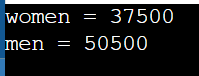 women = 37500
men = 50500